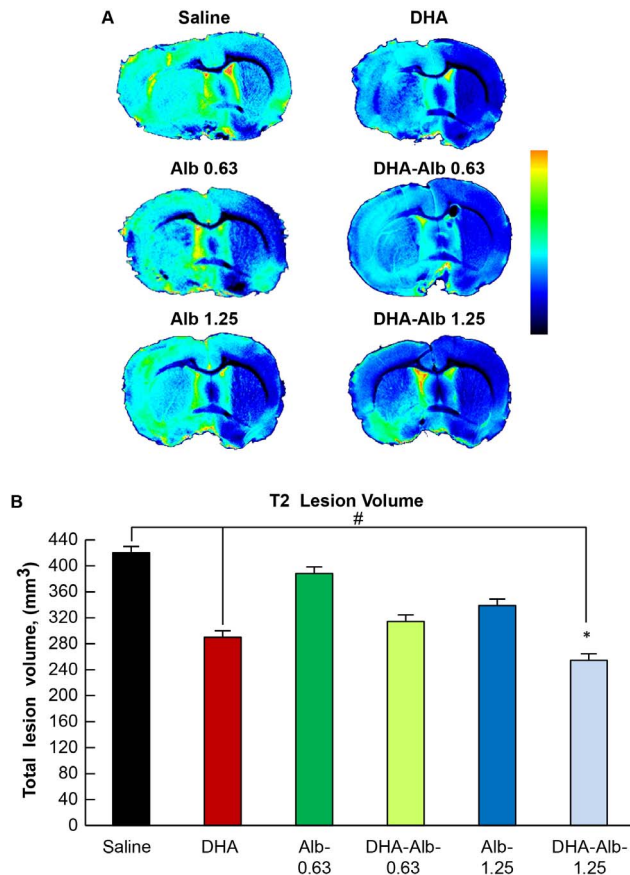 A
Saline
DHA
Alb 0.63
DHA-Alb 0.63
Alb 1.25
DHA-Alb 1.25
B
T2 Lesion Volume
#
Total lesion volume, (mm³)
440
400
360
320
280
240
200
160
120
80
40
0
*
Saline
DHA
Alb-
0.63
DHA-Alb-
0.63
Alb-
1.25
DHA-Alb-
1.25